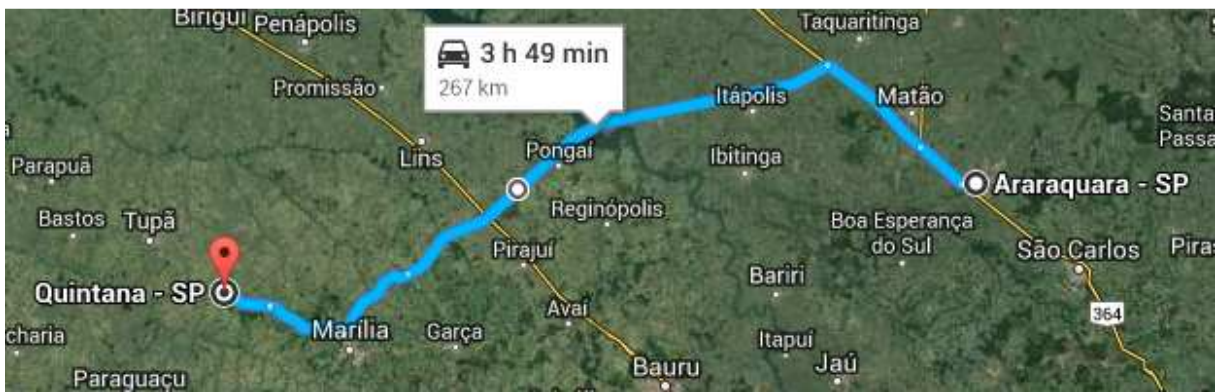 Birigui
Penápolis
Taquaritinga
3 h 49 min
267 km
Promissão
Itápolis
Matão
Santa
Passa
Lins
Pongaí
Ibitinga
Parapuã
Araraquara - SP
Bastos
Tupã
Reginópolis
Boa Esperança
do Sul
Pirajuí
São Carlos
Piras
Bariri
Quintana - SP
Avaí
364
Marília
Garça
charia
Itapuí
Bauru
Jaú
Paraguaçu